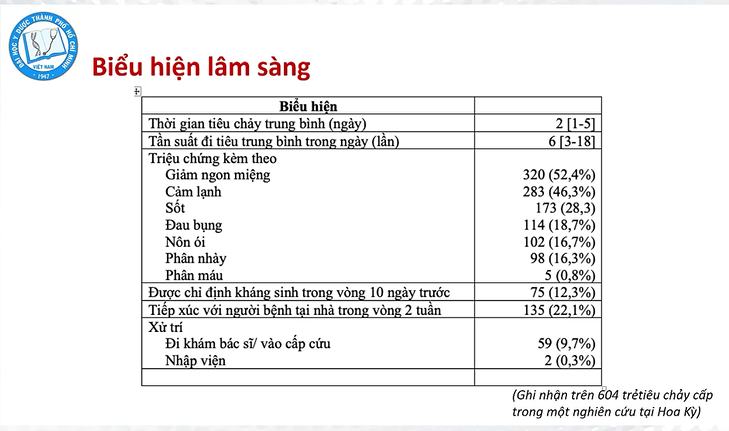 ĐẠI HỌC Y DƯỢC THÀNH PHỐ HỒ CHÍ MINH
VIỆT NAM
1947
Biểu hiện lâm sàng
Biểu hiện
Thời gian tiêu chảy trung bình (ngày) 2 [1-5]
Tần suất đi tiêu trung bình trong ngày (lần) 6 [3-18]
Triệu chứng kèm theo
Giảm ngon miệng 320 (52,4%)
Cảm lạnh 283 (46,3%)
Sốt 173 (28,3)
Đau bụng 114 (18,7%)
Nôn ói 102 (16,7%)
Phân nhày 98 (16,3%)
Phân máu 5 (0,8%)
Được chỉ định kháng sinh trong vòng 10 ngày trước 75 (12,3%)
Tiếp xúc với người bệnh tại nhà trong vòng 2 tuần 135 (22,1%)
Xử trí
Đi khám bác sĩ/ vào cấp cứu 59 (9,7%)
Nhập viện 2 (0,3%)
(Ghi nhận trên 604 trẻtiêu chảy cấp
trong một nghiên cứu tại Hoa Kỳ)